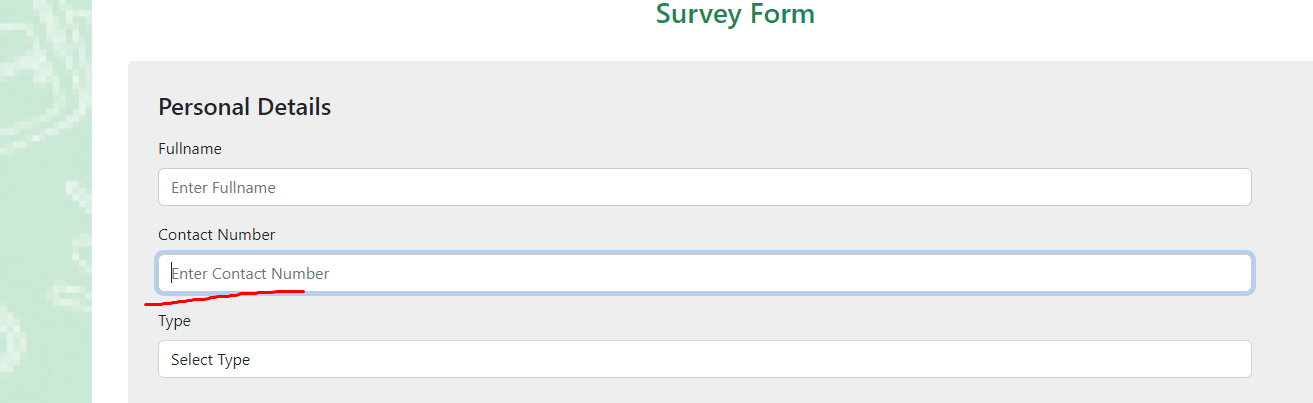 Survey Form
Personal Details
Fullname
Enter Fullname
Contact Number
Enter Contact Number
Type
Select Type